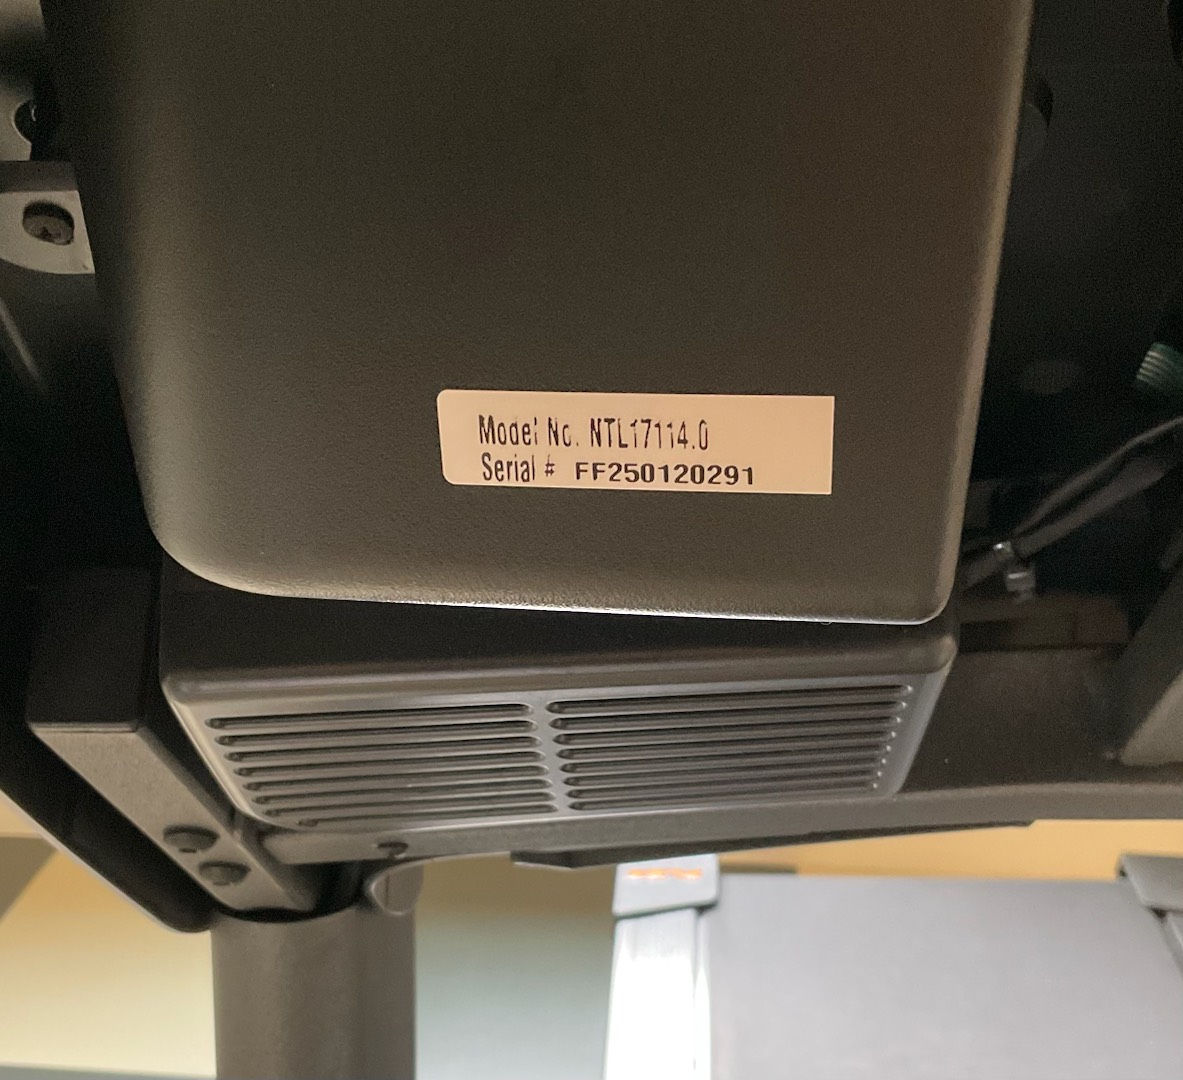 Model No. NTL17114.0
Serial # FF250120291